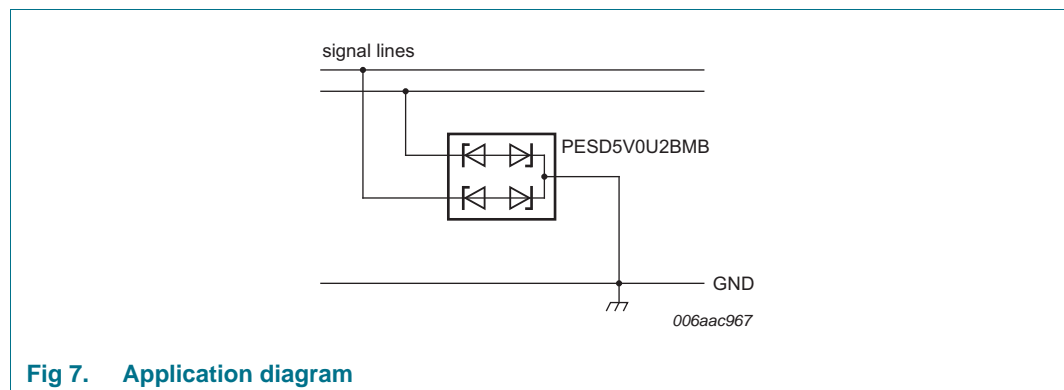 signal lines
PESD5V0U2BMB
GND
006aac967
Fig 7. Application diagram